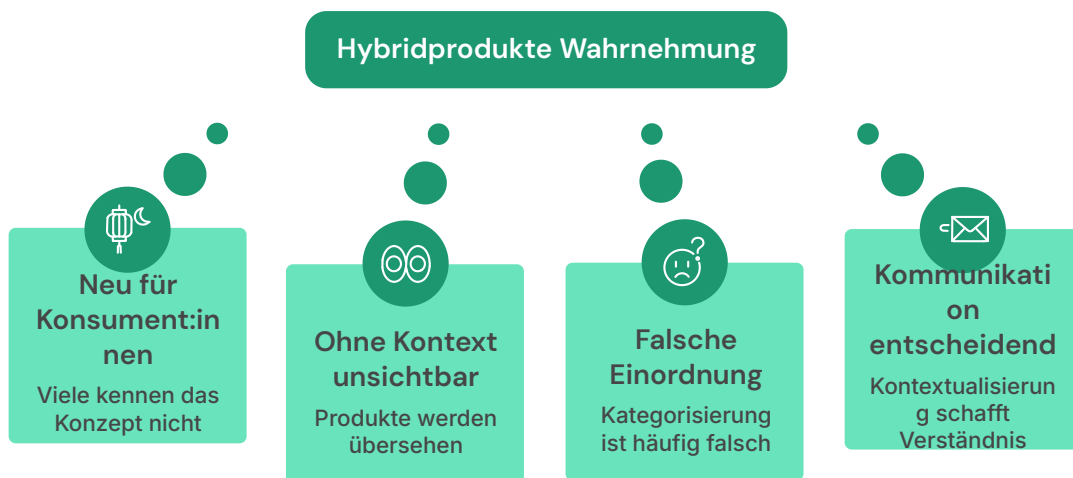 Hybridprodukte Wahrnehmung
Neu für
Konsument:in
nen
Viele kennen das
Konzept nicht
Ohne Kontext
unsichtbar
Produkte werden
übersehen
Falsche
Einordnung
Kategorisierung
ist häufig falsch
Kommunikati
on
entscheidend
Kontextualisierun
g schafft
Verständnis